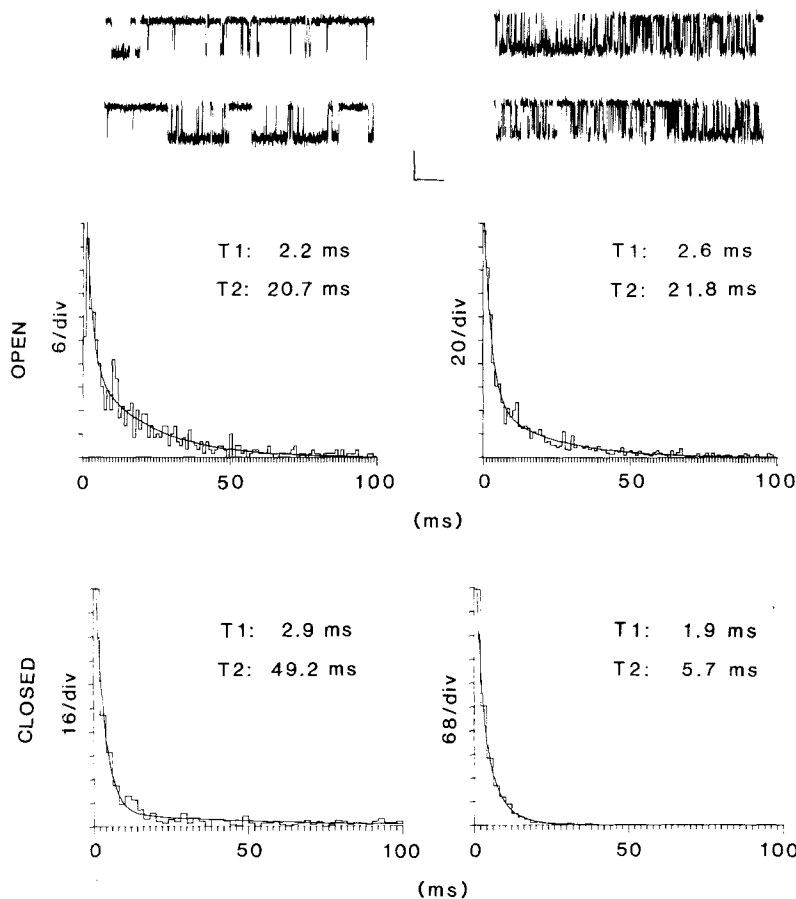 OPEN
6/div
T1: 2.2 ms
T2: 20.7 ms
0 50 100
20/div
T1: 2.6 ms
T2: 21.8 ms
0 50 100
(ms)
CLOSED
16/div
T1: 2.9 ms
T2: 49.2 ms
0 50 100
68/div
T1: 1.9 ms
T2: 5.7 ms
0 50 100
(ms)